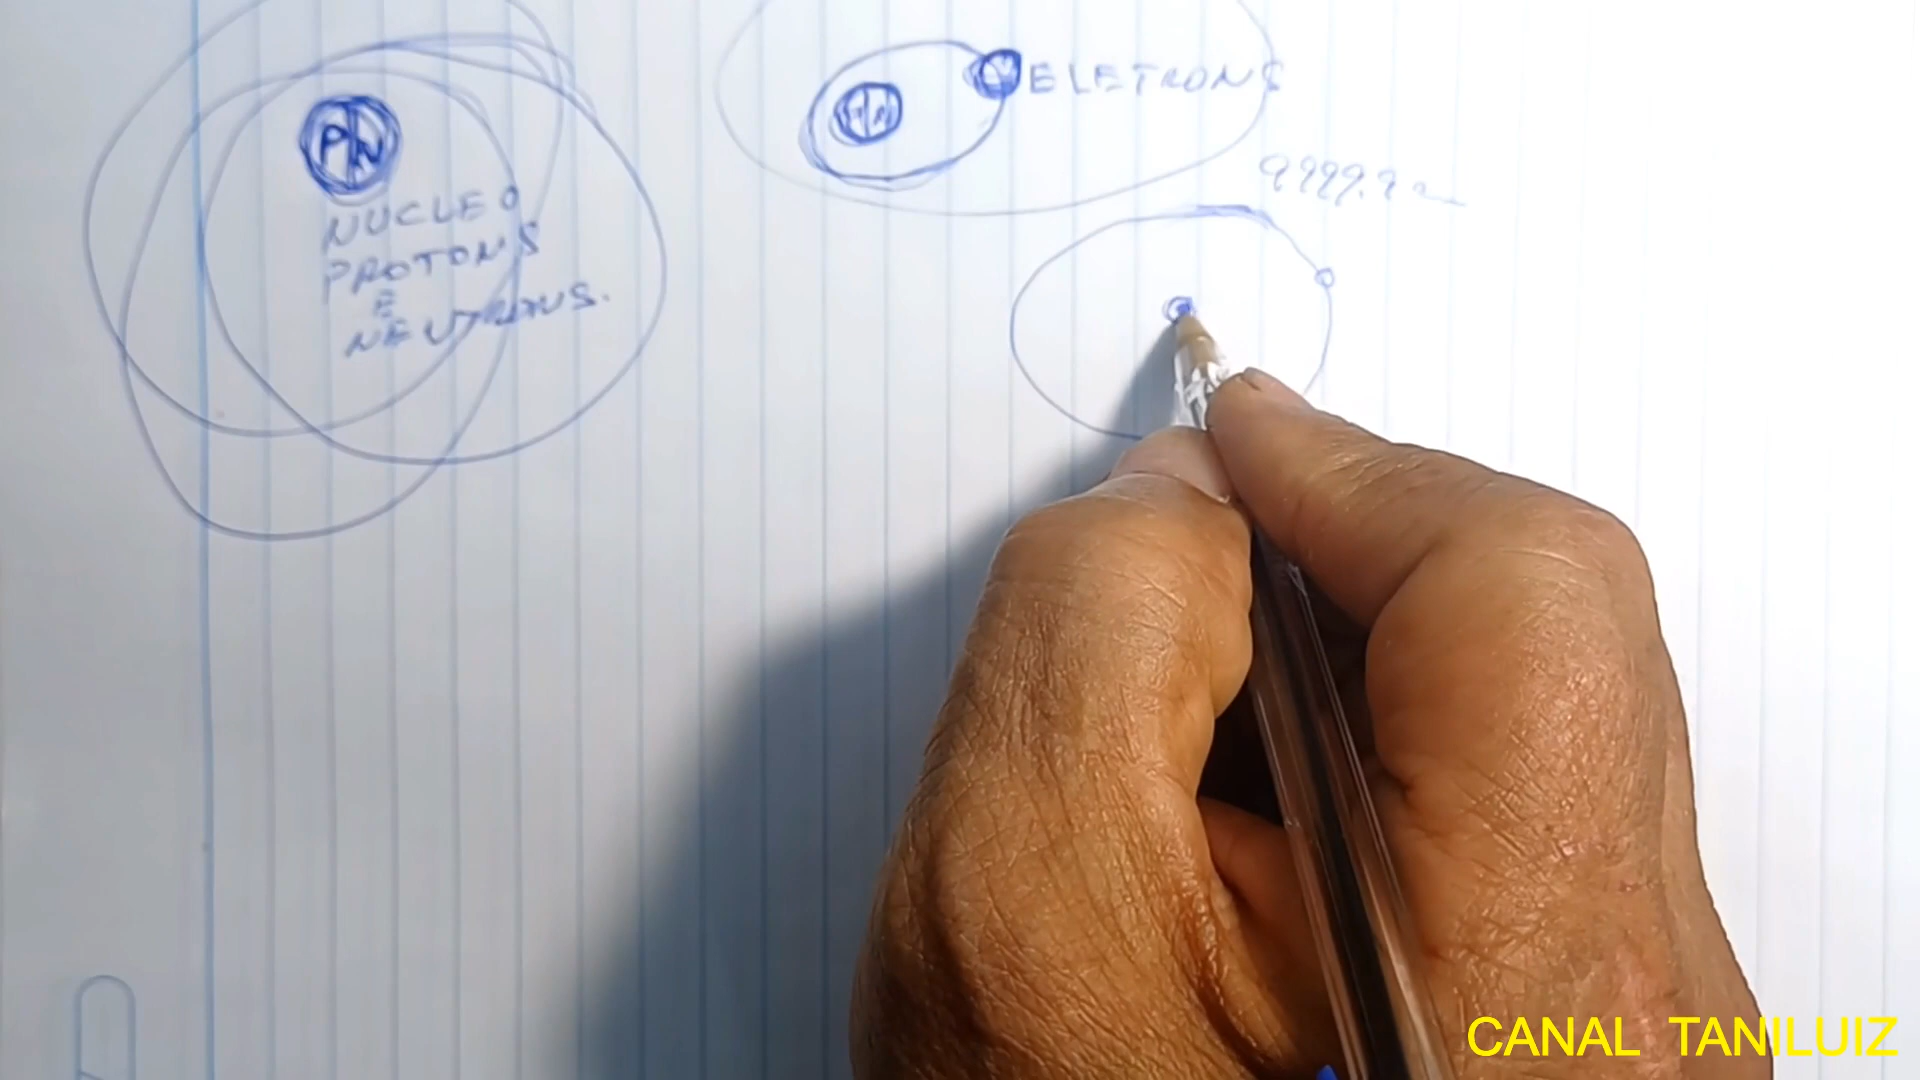 PN
NUCLEO
PROTONS
E
NEUTRONS.
ELETRONS
CANAL TANILUIZ